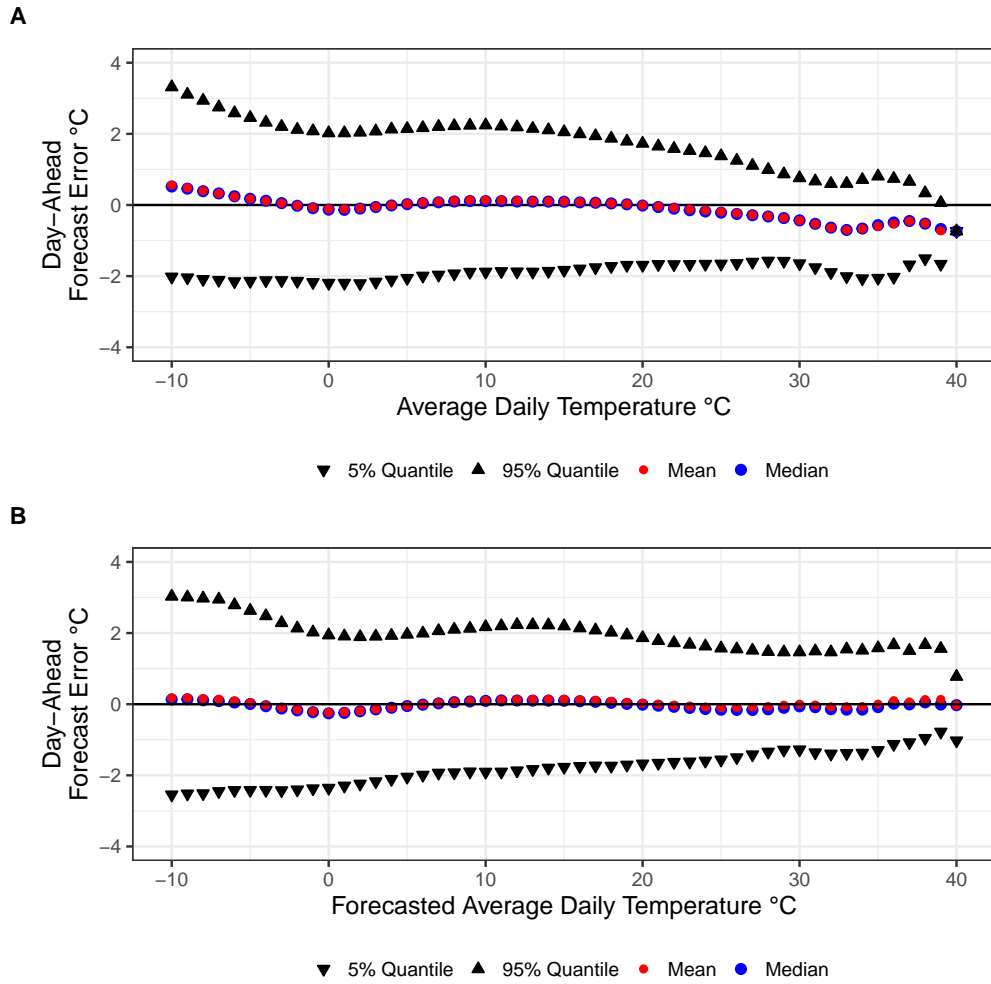 A
Day−Ahead
Forecast Error °C
4
2
0
−2
−4
−10
0
10
20
30
40
Average Daily Temperature °C
5% Quantile
95% Quantile
Mean
Median
B
Day−Ahead
Forecast Error °C
4
2
0
−2
−4
−10
0
10
20
30
40
Forecasted Average Daily Temperature °C
5% Quantile
95% Quantile
Mean
Median